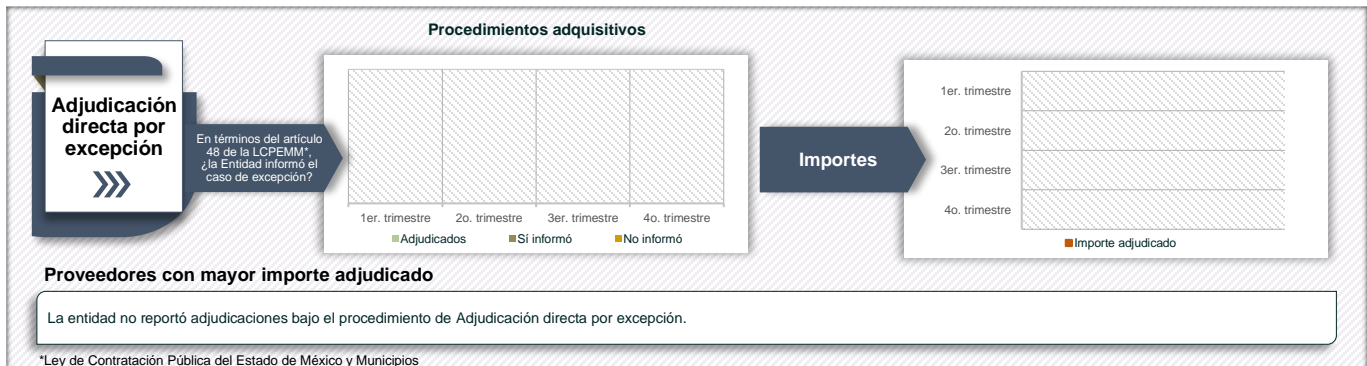 Procedimientos adquisitivos
Adjudicación
directa por
excepción
En términos del artículo
48 de la LCPEMM*,
¿la Entidad informó el
caso de excepción?
1er. trimestre 2o. trimestre 3er. trimestre 4o. trimestre
Adjudicados Sí informó No informó
Importes
1er. trimestre
2o. trimestre
3er. trimestre
4o. trimestre
Importe adjudicado
Proveedores con mayor importe adjudicado
La entidad no reportó adjudicaciones bajo el procedimiento de Adjudicación directa por excepción.
*Ley de Contratación Pública del Estado de México y Municipios